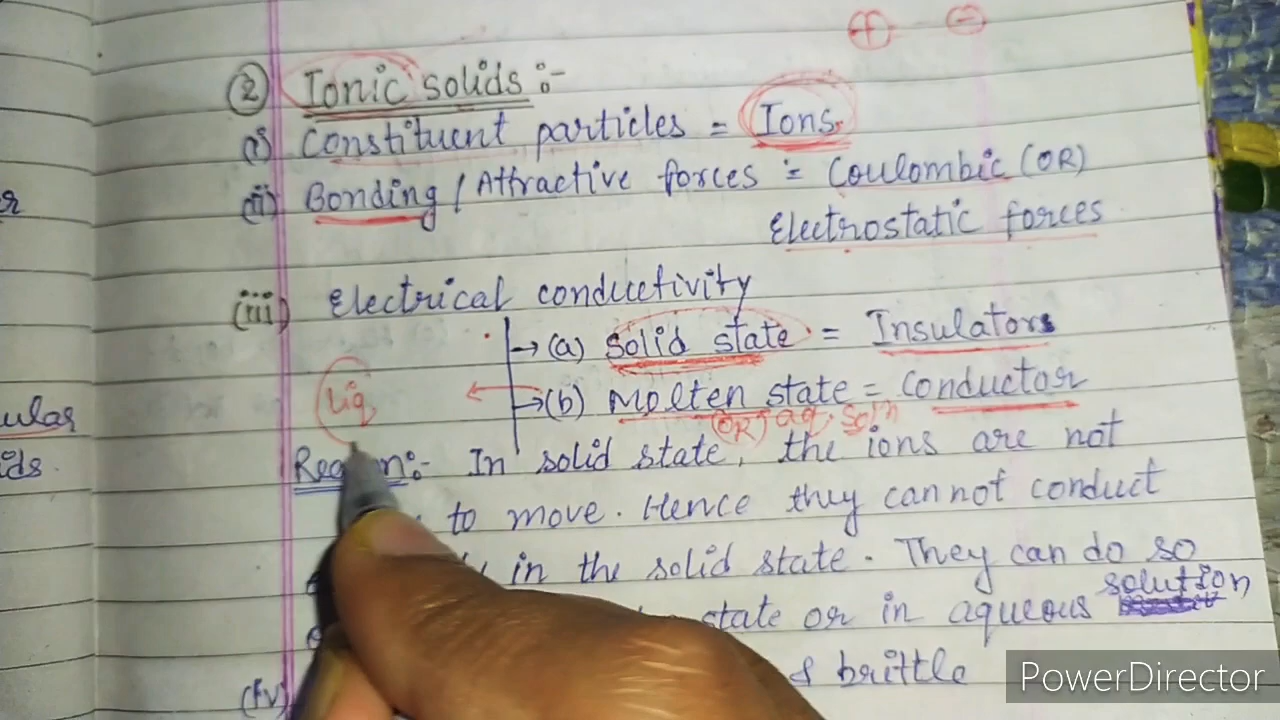 ⊕ ⊖
② Ionic solids :-
(i) Constituent particles = Ions.
(ii) Bonding / Attractive forces = Coulombic (OR)
Electrostatic forces
(iii) Electrical conductivity
→ (a) Solid state = Insulators
Liq ← → (b) Molten state = Conductor
(OR) aq. Soln
ular
Reason :- In solid state, the ions are not
ids.
to move. Hence they cannot conduct
in the solid state. They can do so
state or in aqueous solution
(iv) & brittle
PowerDirector